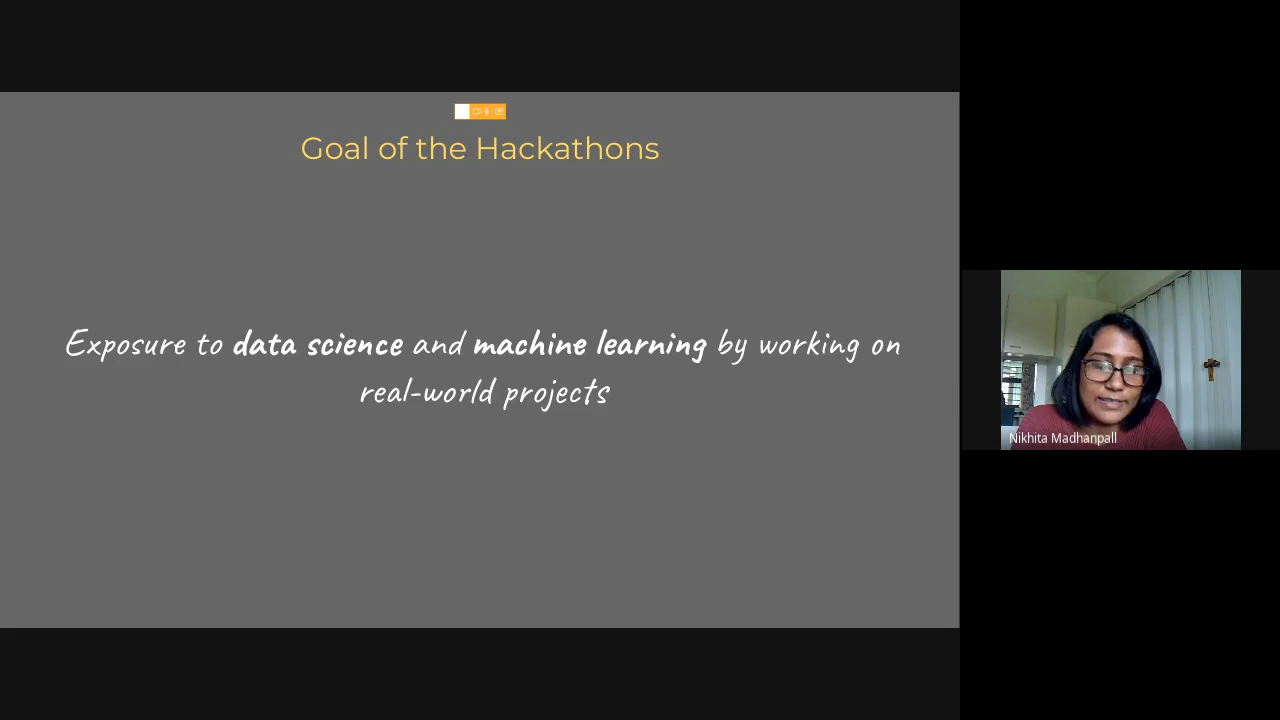 Goal of the Hackathons
Exposure to data science and machine learning by working on
real-world projects
Nikhita Madhanpall